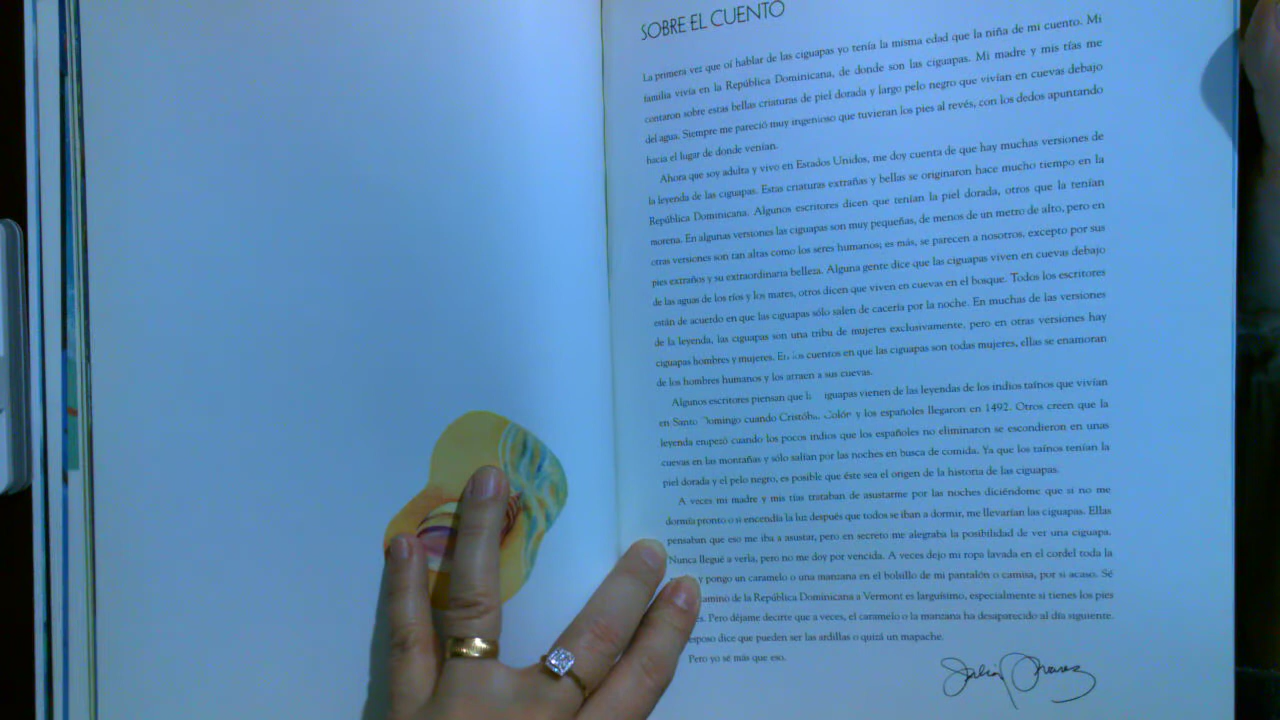 SOBRE EL CUENTO
La primera vez que oí hablar de las ciguapas yo tenía la misma edad que la niña de mi cuento. Mi
familia vivía en la República Dominicana, de donde son las ciguapas. Mi madre y mis tías me
contaron sobre estas bellas criaturas de piel dorada y largo pelo negro que vivían en cuevas debajo
del agua. Siempre me pareció muy ingenioso que tuvieran los pies al revés, con los dedos apuntando
hacia el lugar de donde venían.
Ahora que soy adulta y vivo en Estados Unidos, me doy cuenta de que hay muchas versiones de
la leyenda de las ciguapas. Estas criaturas extrañas y bellas se originaron hace mucho tiempo en la
República Dominicana. Algunos escritores dicen que tenían la piel dorada, otros que la tenían
morena. En algunas versiones las ciguapas son muy pequeñas, de menos de un metro de alto, pero en
otras versiones son tan altas como los seres humanos; es más, se parecen a nosotros, excepto por sus
pies extraños y su extraordinaria belleza. Alguna gente dice que las ciguapas viven en cuevas debajo
de las aguas de los ríos y los mares, otros dicen que viven en cuevas en el bosque. Todos los escritores
están de acuerdo en que las ciguapas sólo salen de cacería por la noche. En muchas de las versiones
de la leyenda, las ciguapas son una tribu de mujeres exclusivamente, pero en otras versiones hay
ciguapas hombres y mujeres. En los cuentos en que las ciguapas son todas mujeres, ellas se enamoran
de los hombres humanos y los atraen a sus cuevas.
Algunos escritores piensan que iguapas vienen de las leyendas de los indios taínos que vivían
en Santo Domingo cuando Cristóbal Colón y los españoles llegaron en 1492. Otros creen que la
leyenda empezó cuando los pocos indios que los españoles no eliminaron se escondieron en unas
cuevas en las montañas y sólo salían por las noches en busca de comida. Ya que los taínos tenían la
piel dorada y el pelo negro, es posible que éste sea el origen de la historia de las ciguapas.
A veces mi madre y mis tías trataban de asustarme por las noches diciéndome que si no me
dormía pronto o si encendía la luz después que todos se iban a dormir, me llevarían las ciguapas. Ellas
pensaban que eso me iba a asustar, pero en secreto me alegraba la posibilidad de ver una ciguapa.
Nunca llegué a verla, pero no me doy por vencida. A veces dejo mi ropa lavada en el cordel toda la
y pongo un caramelo o una manzana en el bolsillo de mi pantalón o camisa, por si acaso. Sé
camino de la República Dominicana a Vermont es larguísimo, especialmente si tienes los pies
es. Pero déjame decirte que a veces, el caramelo o la manzana ha desaparecido al día siguiente.
esposo dice que pueden ser las ardillas o quizá un mapache.
Pero yo sé más que eso.
Julia Alvarez